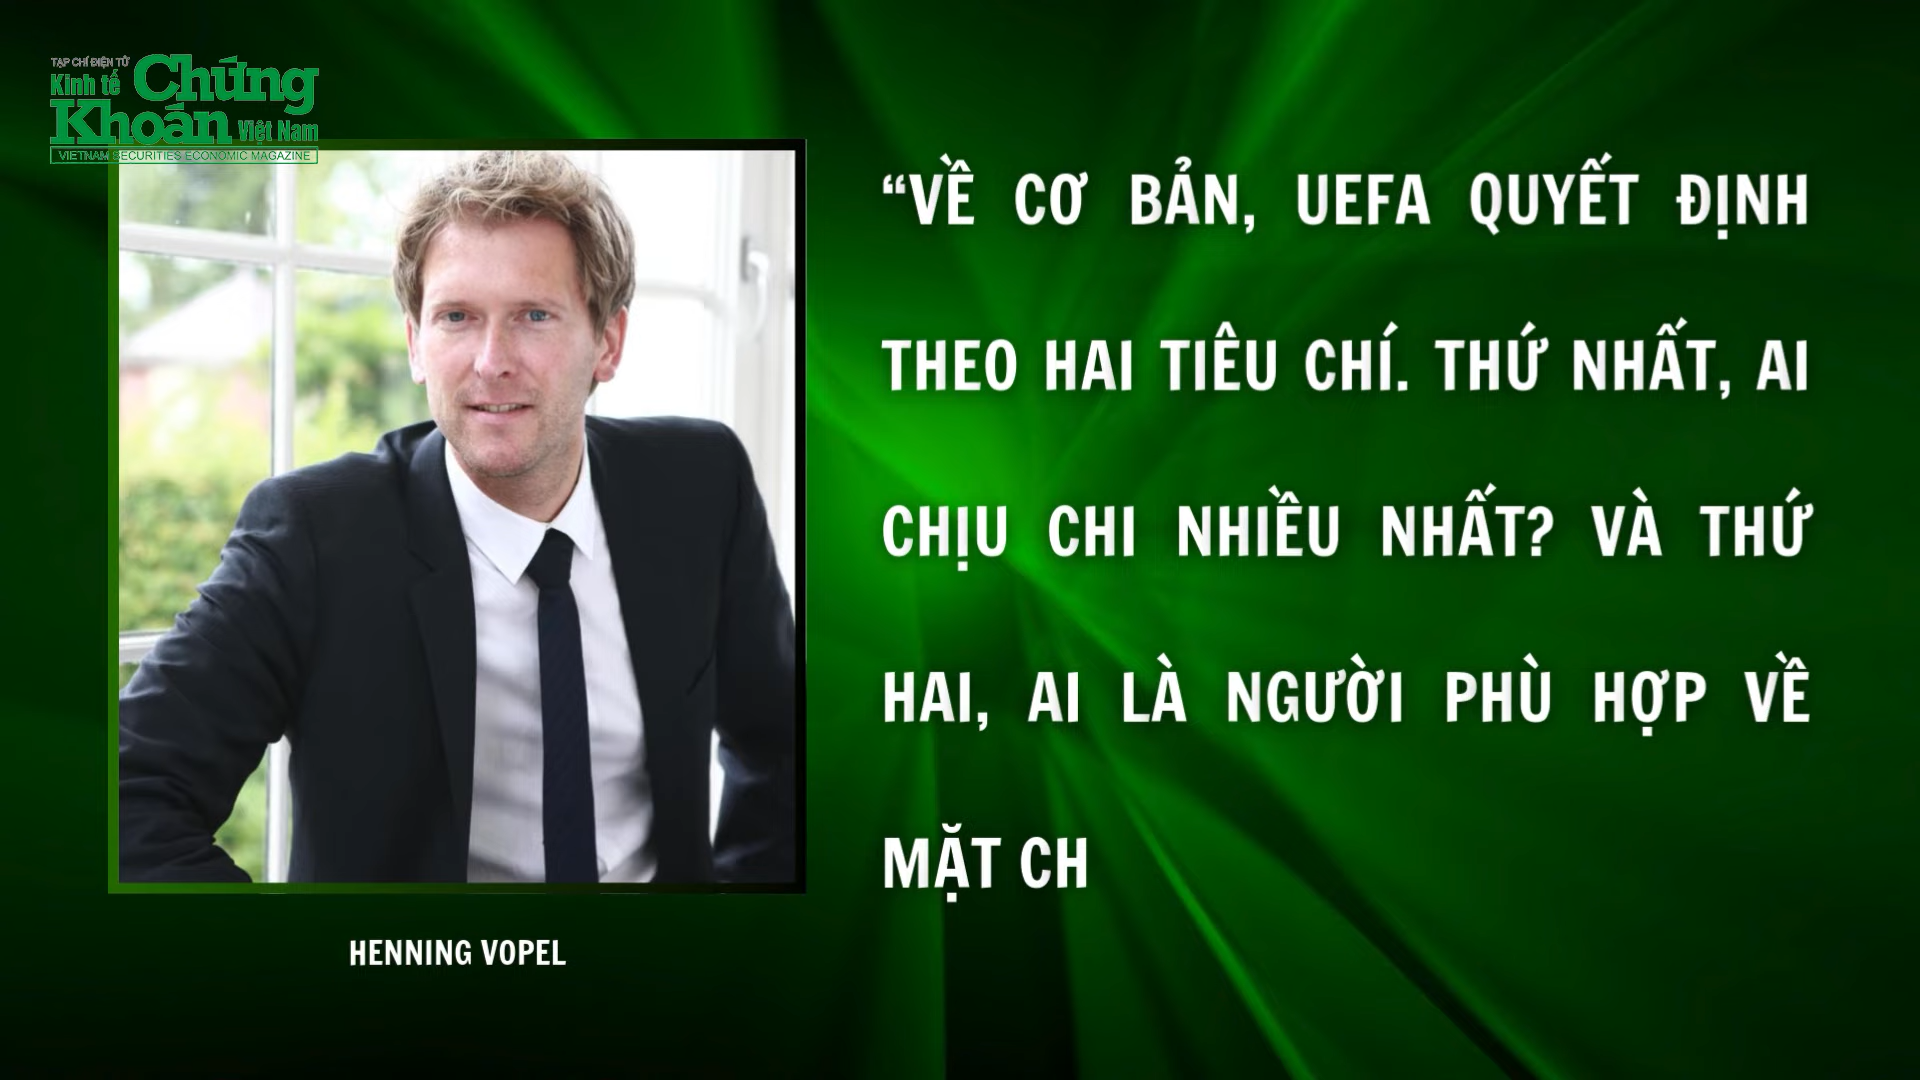 TẠP CHÍ ĐIỆN TỬ
Kinh tế Chứng
Khoán Việt Nam
VIETNAM SECURITIES ECONOMIC MAGAZINE
“VỀ CƠ BẢN, UEFA QUYẾT ĐỊNH
THEO HAI TIÊU CHÍ. THỨ NHẤT, AI
CHỊU CHI NHIỀU NHẤT? VÀ THỨ
HAI, AI LÀ NGƯỜI PHÙ HỢP VỀ
MẶT CH
HENNING VOPEL